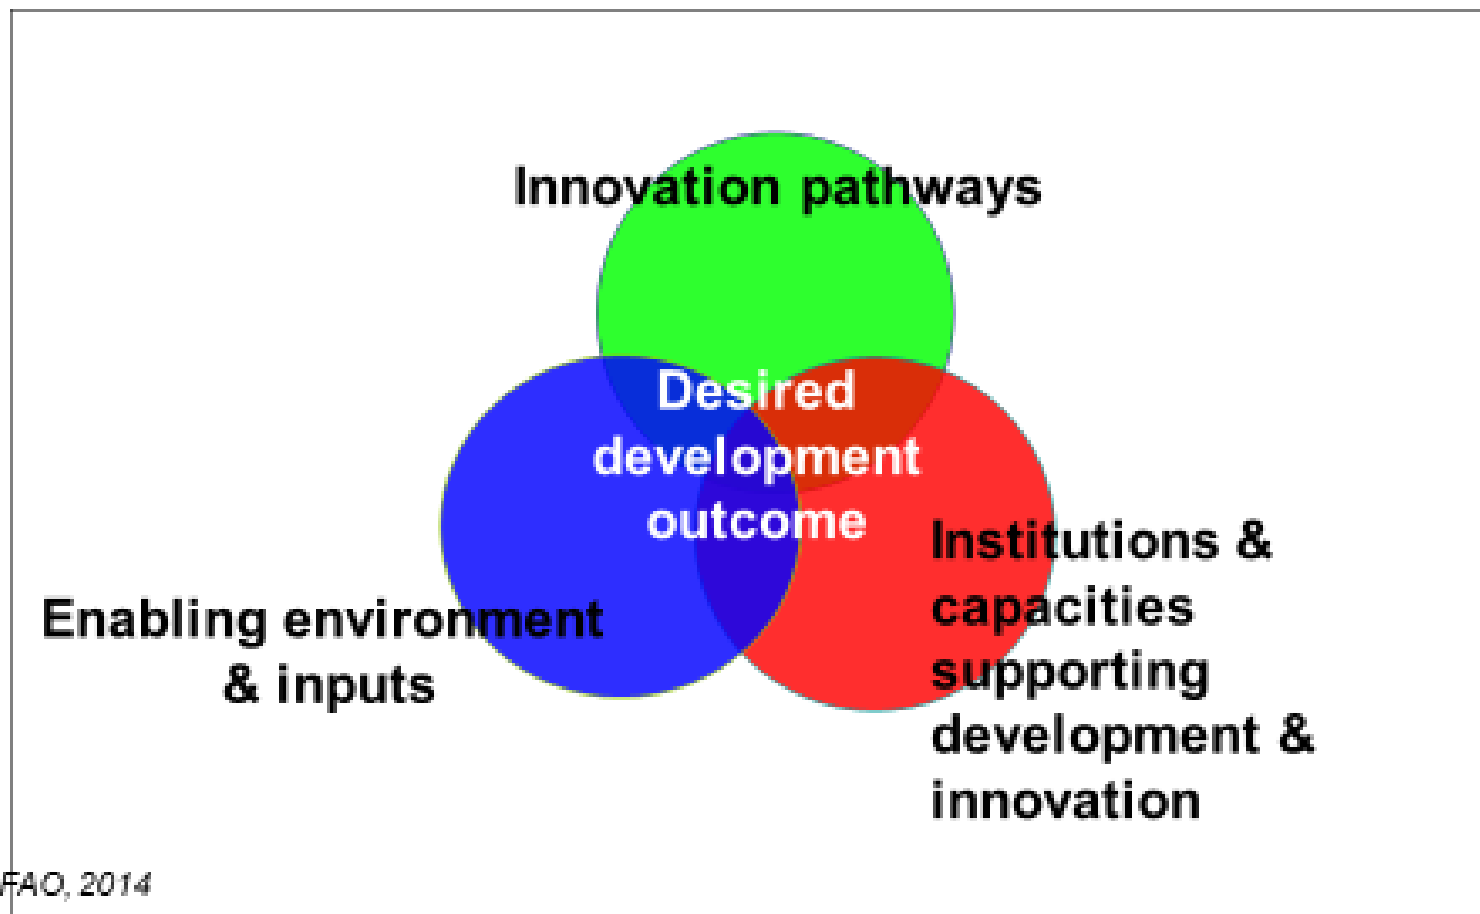 Innovation pathways
Desired
development
outcome
Institutions &
capacities
supporting
development &
innovation
Enabling environment
& inputs
FAO, 2014